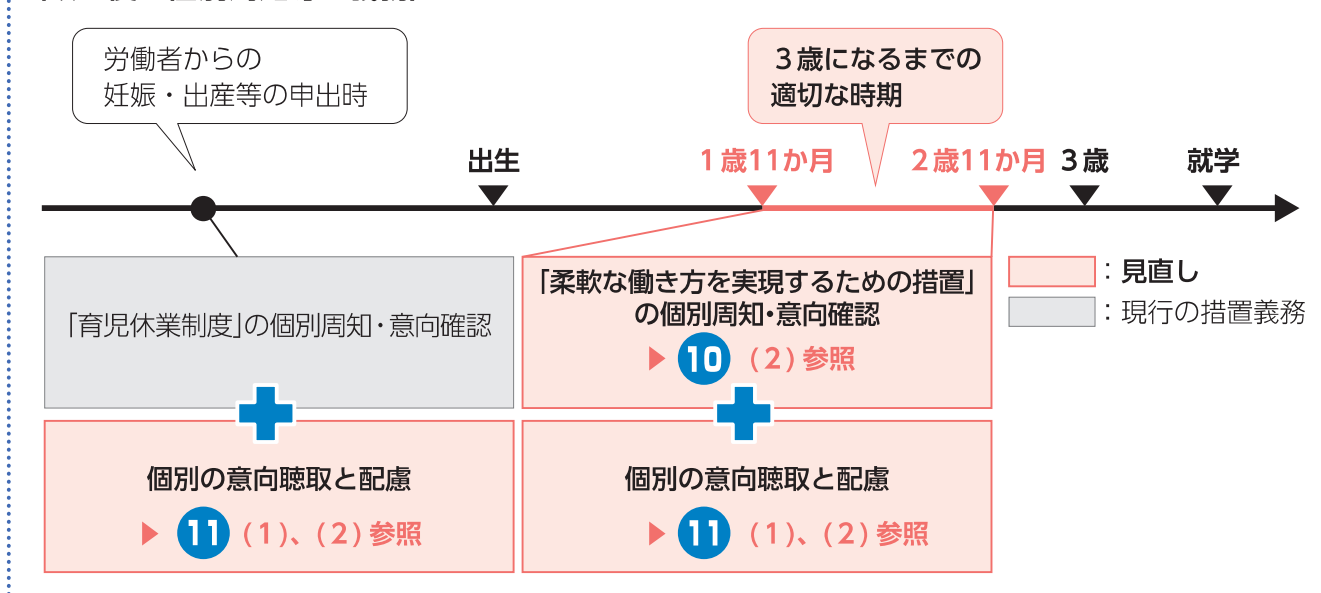 労働者からの
妊娠・出産等の申出時
3歳になるまでの
適切な時期
出生
1歳11か月
2歳11か月
3歳
就学
「育児休業制度」の個別周知・意向確認
「柔軟な働き方を実現するための措置」
の個別周知・意向確認
10 (2)参照
：見直し
：現行の措置義務
個別の意向聴取と配慮
11 (1)、(2)参照
個別の意向聴取と配慮
11 (1)、(2)参照